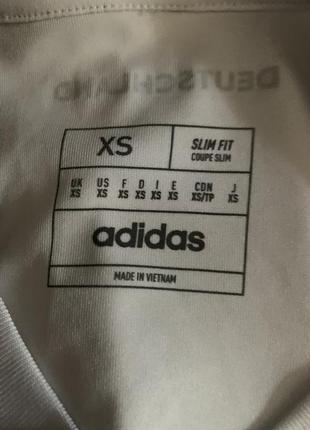 DEUTSCHLAND
XS
SLIM FIT
COUPE SLIM
UK US F D I E CDN J
XS XS XS XS XS XS XS/TP XS
adidas
MADE IN VIETNAM